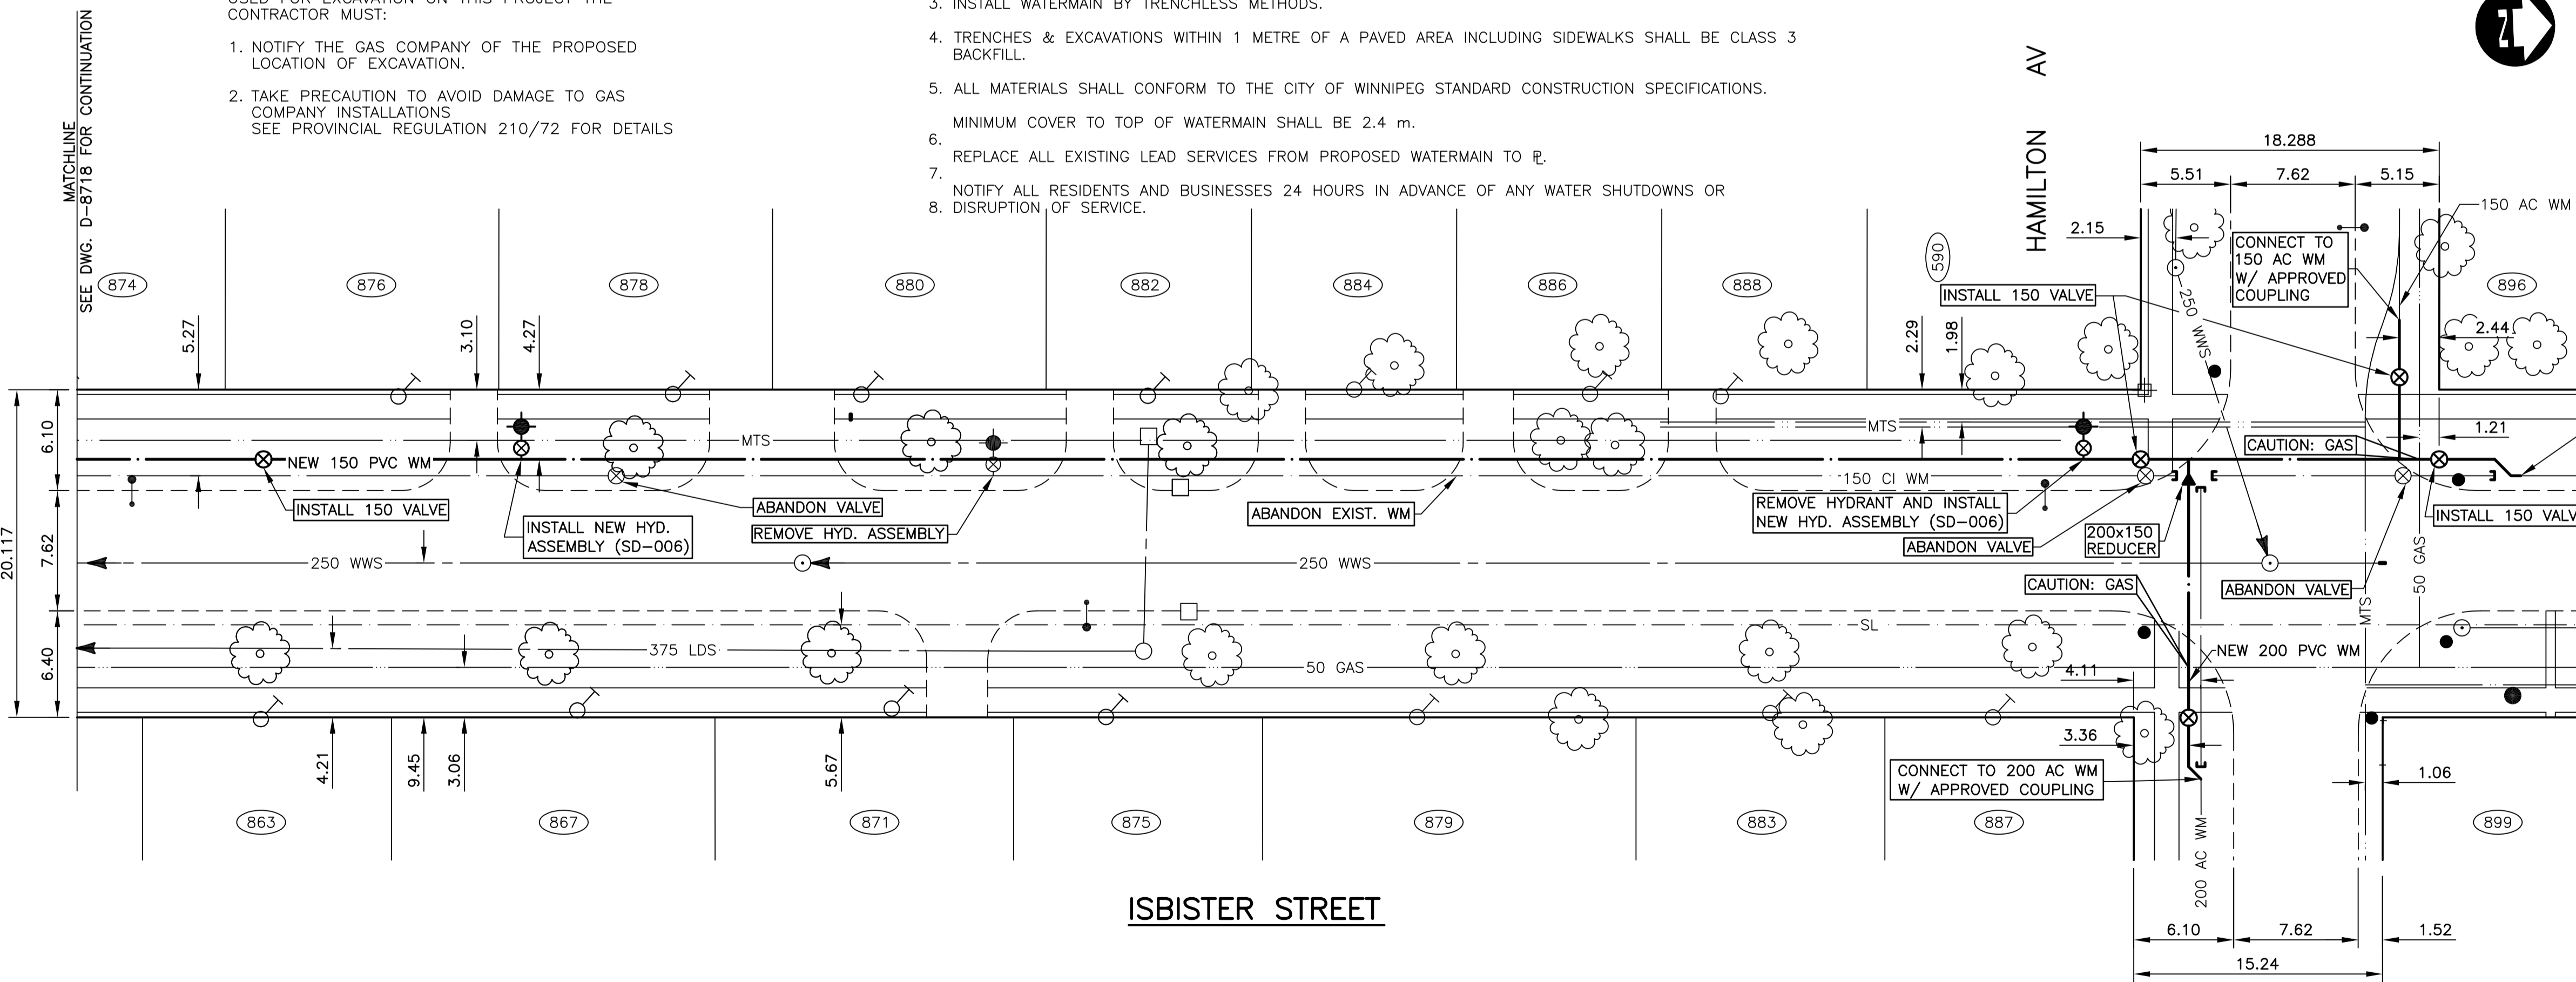 USED FOR EXCAVATION ON THIS PROJECT THE
CONTRACTOR MUST:
1. NOTIFY THE GAS COMPANY OF THE PROPOSED
LOCATION OF EXCAVATION.
2. TAKE PRECAUTION TO AVOID DAMAGE TO GAS
COMPANY INSTALLATIONS
SEE PROVINCIAL REGULATION 210/72 FOR DETAILS
3. INSTALL WATERMAIN BY TRENCHLESS METHODS.
4. TRENCHES & EXCAVATIONS WITHIN 1 METRE OF A PAVED AREA INCLUDING SIDEWALKS SHALL BE CLASS 3
BACKFILL.
5. ALL MATERIALS SHALL CONFORM TO THE CITY OF WINNIPEG STANDARD CONSTRUCTION SPECIFICATIONS.
MINIMUM COVER TO TOP OF WATERMAIN SHALL BE 2.4 m.
6.
REPLACE ALL EXISTING LEAD SERVICES FROM PROPOSED WATERMAIN TO PL.
7.
NOTIFY ALL RESIDENTS AND BUSINESSES 24 HOURS IN ADVANCE OF ANY WATER SHUTDOWNS OR
8. DISRUPTION OF SERVICE.
MATCHLINE
SEE DWG. D-8718 FOR CONTINUATION
HAMILTON AV
N
18.288
5.51 7.62 5.15
150 AC WM
2.15
CONNECT TO
150 AC WM
W/ APPROVED
COUPLING
250 WWS
590
INSTALL 150 VALVE
874 876 878 880 882 884 886 888 896
5.27
3.10
4.27
2.29
1.98
2.44
20.117
6.10
7.62
6.40
MTS
MTS
CAUTION: GAS
1.21
NEW 150 PVC WM
150 CI WM
INSTALL 150 VALVE
INSTALL NEW HYD.
ASSEMBLY (SD-006)
ABANDON VALVE
REMOVE HYD. ASSEMBLY
ABANDON EXIST. WM
REMOVE HYDRANT AND INSTALL
NEW HYD. ASSEMBLY (SD-006)
ABANDON VALVE
200x150
REDUCER
INSTALL 150 VALV
250 WWS
250 WWS
CAUTION: GAS
ABANDON VALVE
MTS
50 GAS
SL
375 LDS
50 GAS
NEW 200 PVC WM
4.11
3.36
4.21
9.45
3.06
5.67
CONNECT TO 200 AC WM
W/ APPROVED COUPLING
1.06
863 867 871 875 879 883 887 899
200 AC WM
ISBISTER STREET
6.10 7.62 1.52
15.24